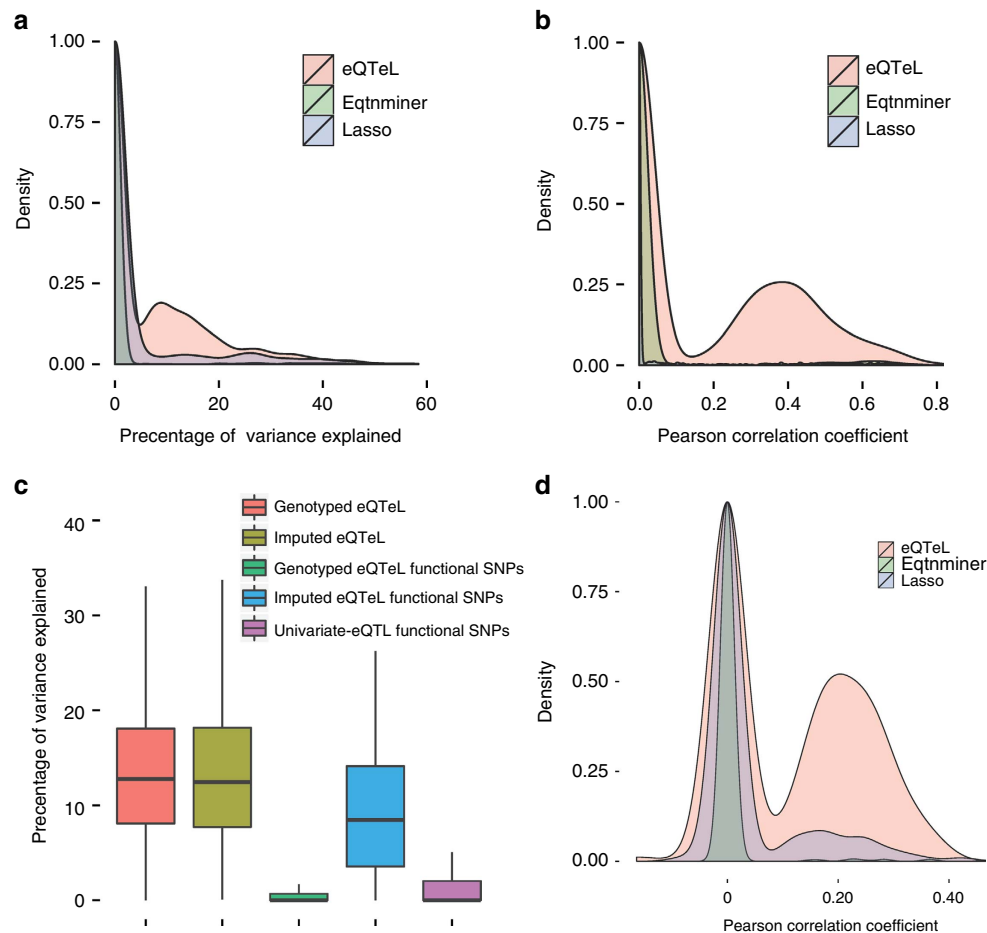 a
1.00
0.75
0.50
0.25
0.00
Density
0
20
40
60
Precentage of variance explained
eQTeL
Eqtnminer
Lasso
b
1.00
0.75
0.50
0.25
0.00
Density
0.0
0.2
0.4
0.6
0.8
Pearson correlation coefficient
eQTeL
Eqtnminer
Lasso
c
40
30
20
10
0
Precentage of variance explained
Genotyped eQTeL
Imputed eQTeL
Genotyped eQTeL functional SNPs
Imputed eQTeL functional SNPs
Univariate-eQTL functional SNPs
d
1.00
0.75
0.50
0.25
0.00
Density
0
0.20
0.40
Pearson correlation coefficient
eQTeL
Eqtnminer
Lasso